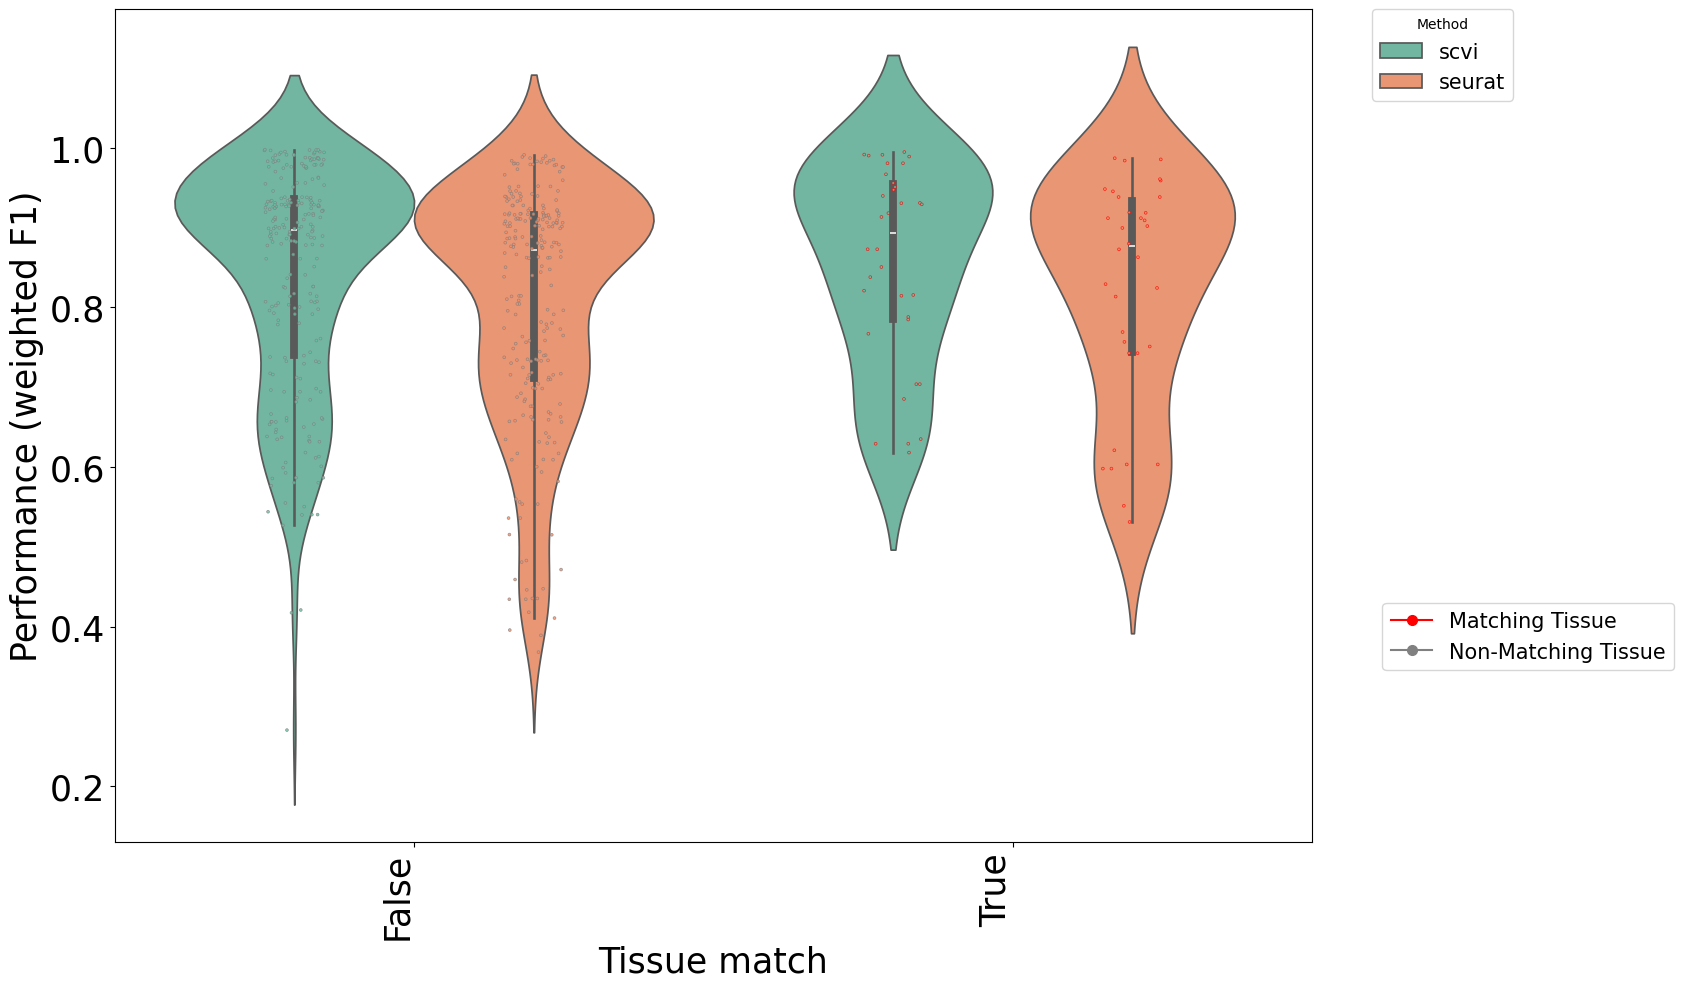 Method
scvi
seurat
Performance (weighted F1)
1.0
0.8
0.6
0.4
0.2
Matching Tissue
Non-Matching Tissue
False
True
Tissue match